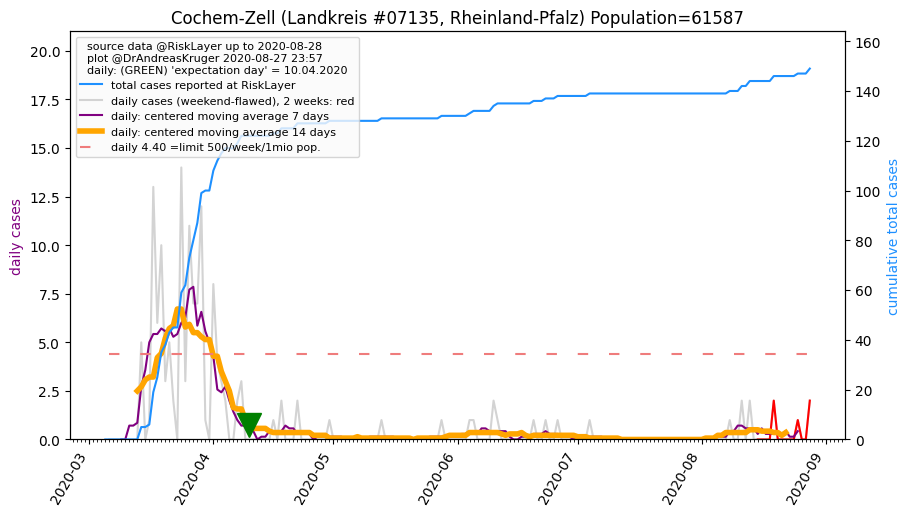 Cochem-Zell (Landkreis #07135, Rheinland-Pfalz) Population=61587
source data @RiskLayer up to 2020-08-28
plot @DrAndreasKruger 2020-08-27 23:57
daily: (GREEN) 'expectation day' = 10.04.2020
total cases reported at RiskLayer
daily cases (weekend-flawed), 2 weeks: red
daily: centered moving average 7 days
daily: centered moving average 14 days
daily 4.40 =limit 500/week/1mio pop.
daily cases
20.0
17.5
15.0
12.5
10.0
7.5
5.0
2.5
0.0
160
140
120
100
80
60
40
20
0
cumulative total cases
2020-03
2020-04
2020-05
2020-06
2020-07
2020-08
2020-09